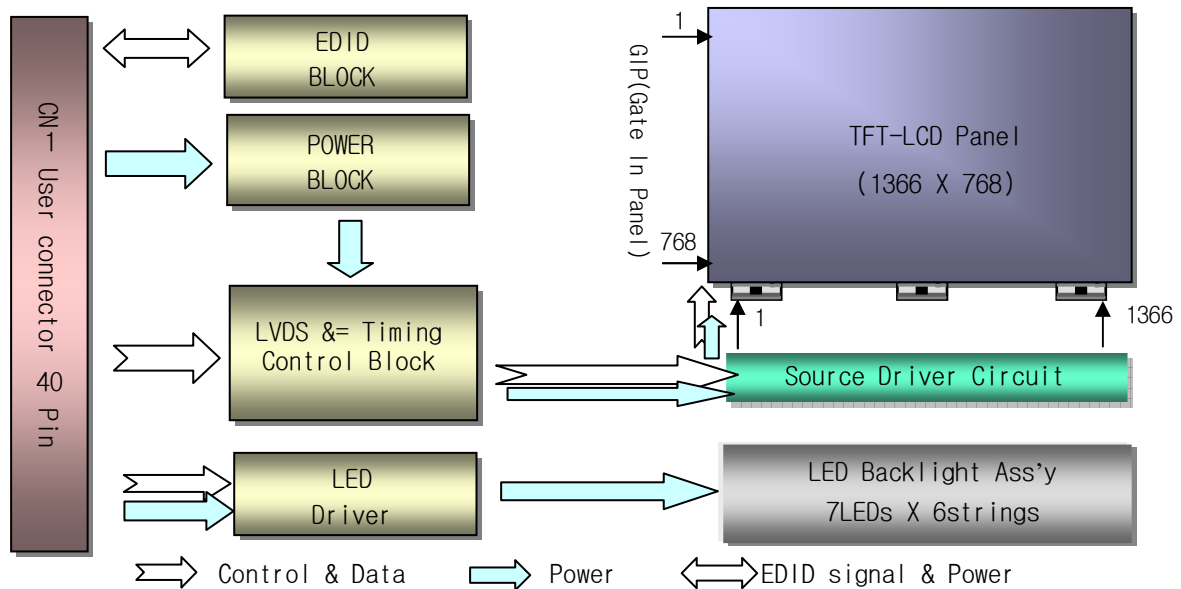 CN-1 User connector 40 Pin
EDID
BLOCK
POWER
BLOCK
LVDS &= Timing
Control Block
LED
Driver
GIP(Gate In Panel)
1
768
TFT-LCD Panel
(1366 X 768)
1
1366
Source Driver Circuit
LED Backlight Ass’y
7LEDs X 6strings
Control & Data
Power
EDID signal & Power